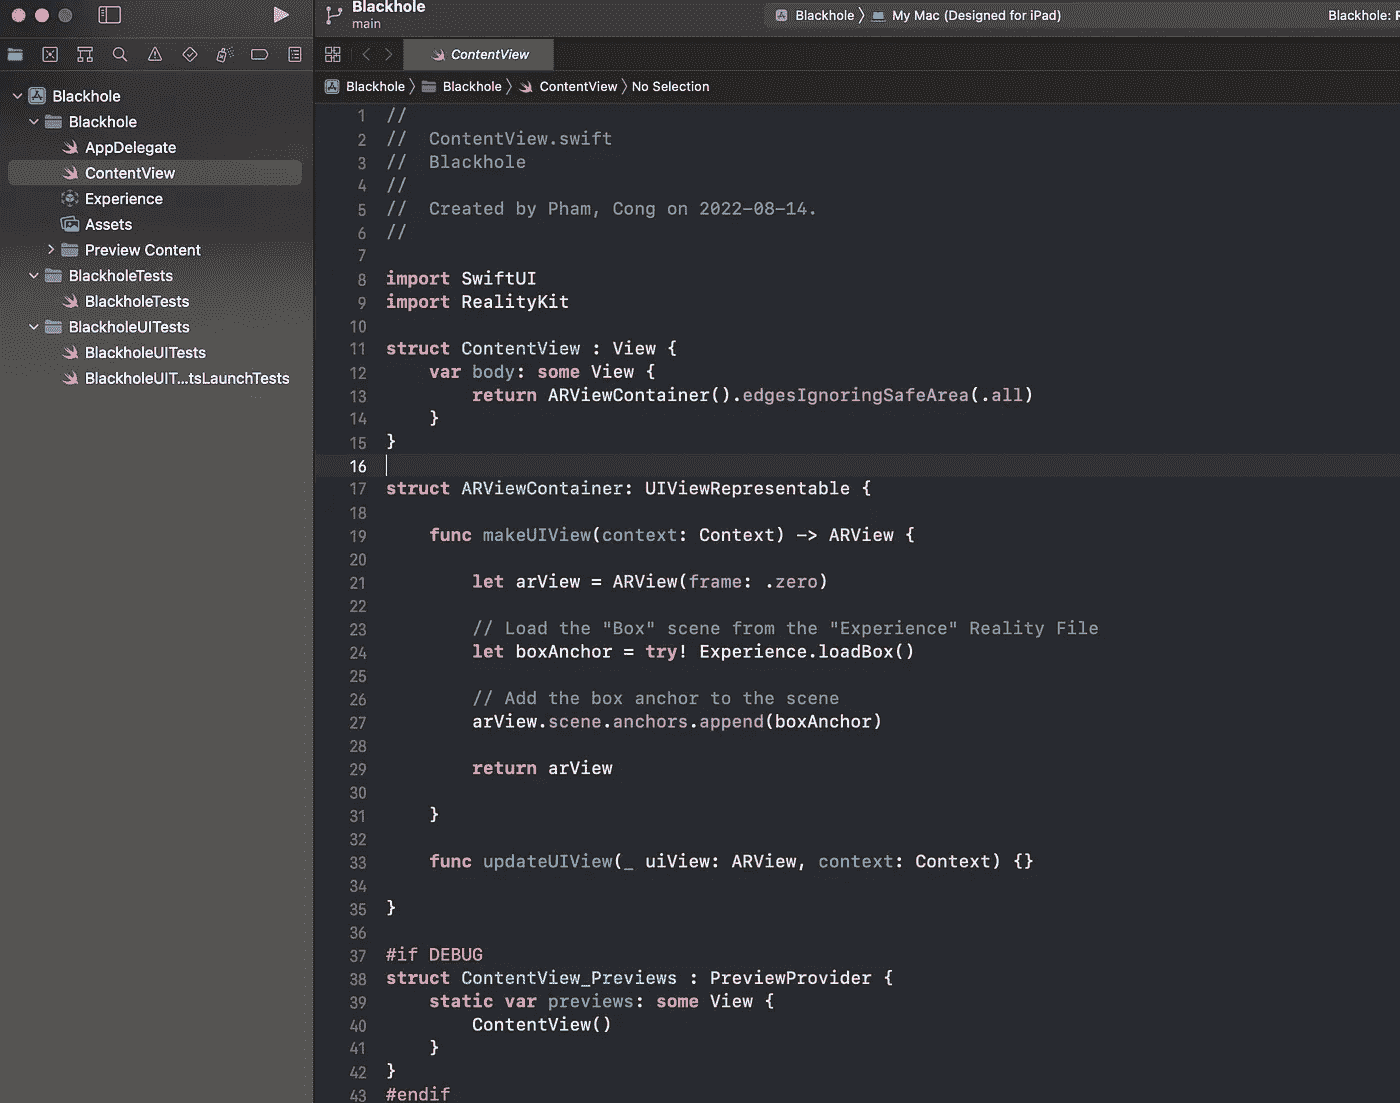 Blackhole
main
Blackhole
My Mac (Designed for iPad)
Blackhole: R
ContentView
Blackhole
Blackhole
ContentView
No Selection
Blackhole
Blackhole
AppDelegate
ContentView
Experience
Assets
Preview Content
BlackholeTests
BlackholeTests
BlackholeUITests
BlackholeUITests
BlackholeUIT...tsLaunchTests
1 //
2 //  ContentView.swift
3 //  Blackhole
4 //
5 //  Created by Pham, Cong on 2022-08-14.
6 //
7
8 import SwiftUI
9 import RealityKit
10
11 struct ContentView : View {
12     var body: some View {
13         return ARViewContainer().edgesIgnoringSafeArea(.all)
14     }
15 }
16
17 struct ARViewContainer: UIViewRepresentable {
18
19     func makeUIView(context: Context) -> ARView {
20
21         let arView = ARView(frame: .zero)
22
23         // Load the "Box" scene from the "Experience" Reality File
24         let boxAnchor = try! Experience.loadBox()
25
26         // Add the box anchor to the scene
27         arView.scene.anchors.append(boxAnchor)
28
29         return arView
30
31     }
32
33     func updateUIView(_ uiView: ARView, context: Context) {}
34
35 }
36
37 #if DEBUG
38 struct ContentView_Previews : PreviewProvider {
39     static var previews: some View {
40         ContentView()
41     }
42 }
43 #endif